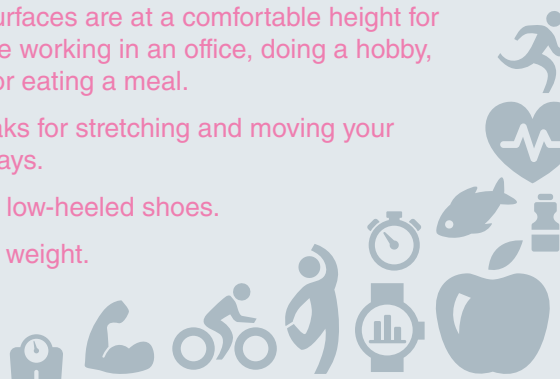 urfaces are at a comfortable height for
e working in an office, doing a hobby,
or eating a meal.
aks for stretching and moving your
ays.
low-heeled shoes.
weight.